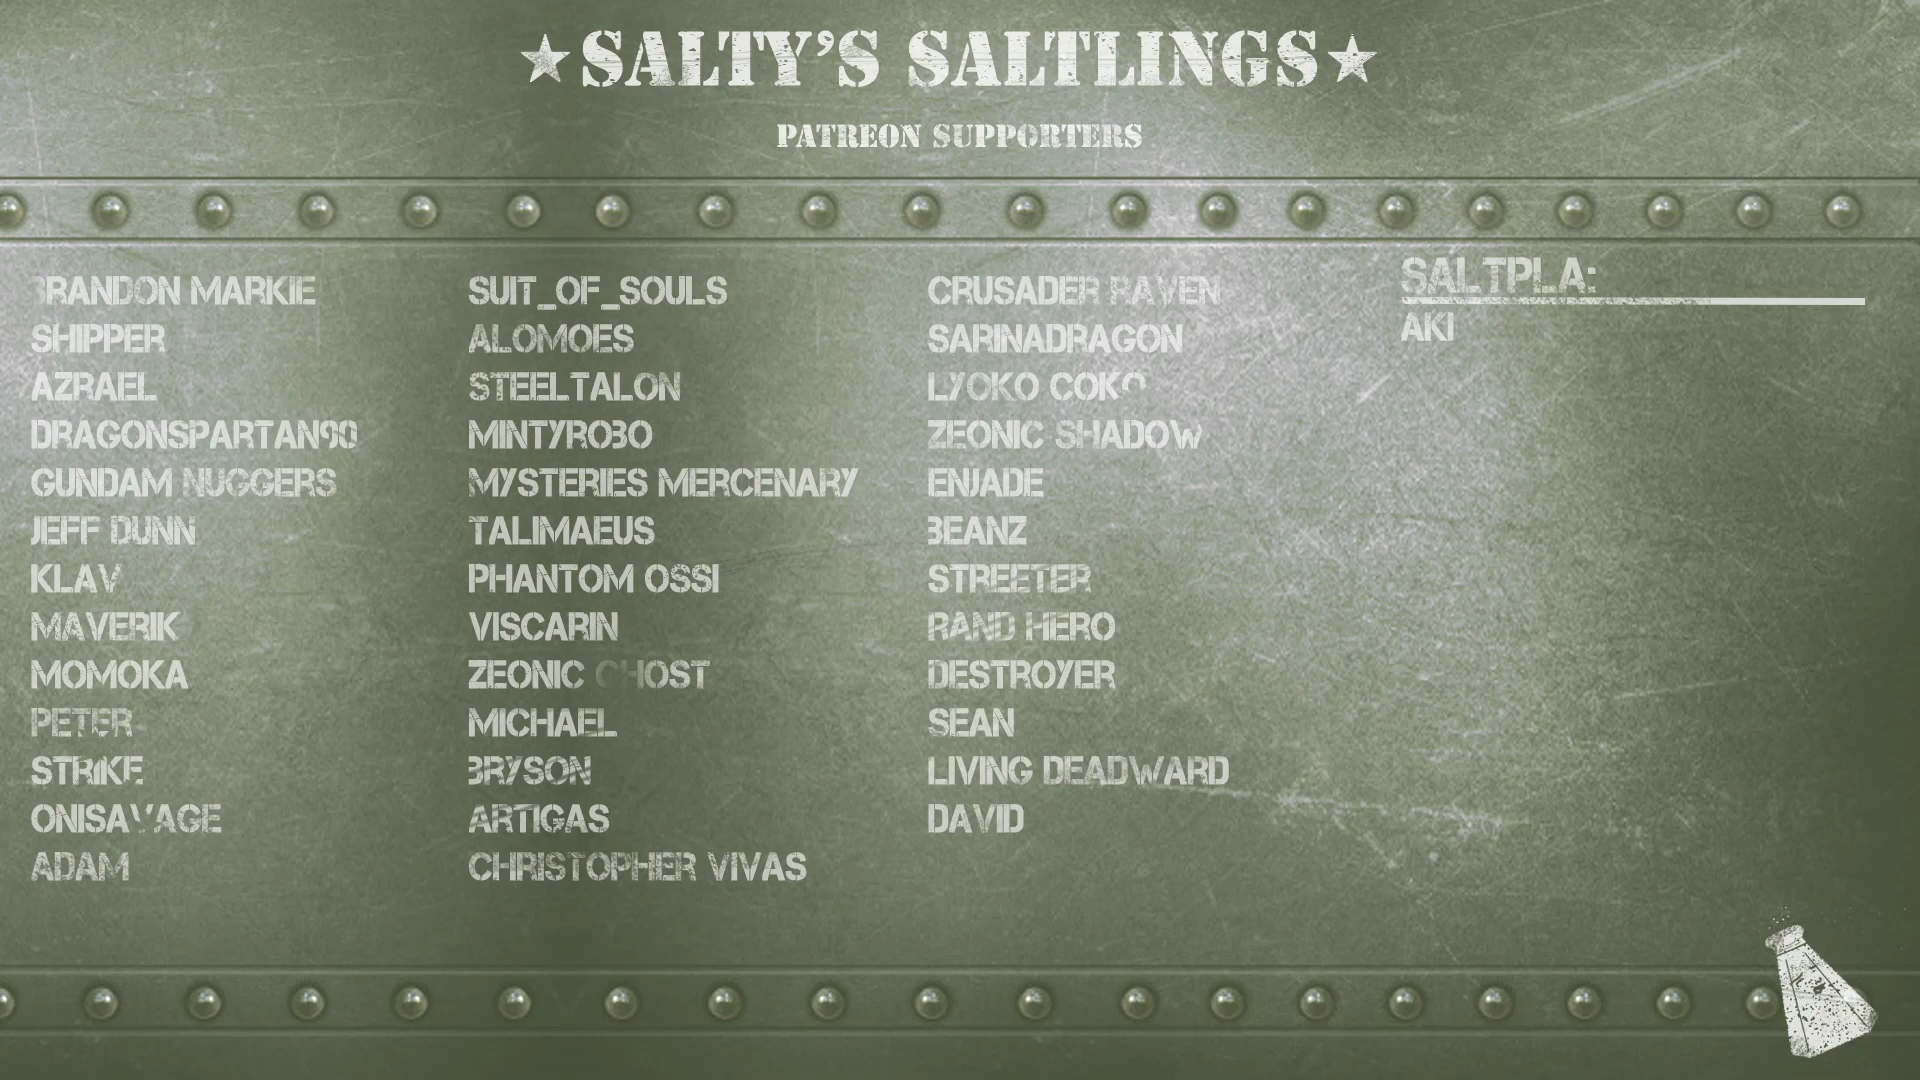 ★SALTY'S SALTLINGS★
PATREON SUPPORTERS
BRANDON MARKIE
SHIPPER
AZRAEL
DRAGONSPARTAN90
GUNDAM NUGGERS
JEFF DUNN
KLAV
MAVERIK
MOMOKA
PETER
STRIKE
ONISAVAGE
ADAM
SUIT_OF_SOULS
ALOMOES
STEELTALON
MINTYROBO
MYSTERIES MERCENARY
TALIMAEUS
PHANTOM OSSI
VISCARIN
ZEONIC GHOST
MICHAEL
BRYSON
ARTIGAS
CHRISTOPHER VIVAS
CRUSADER RAVEN
SARINADRAGON
LYOKO COKO
ZEONIC SHADOW
ENJADE
BEANZ
STREETER
RAND HERO
DESTROYER
SEAN
LIVING DEADWARD
DAVID
SALTPLA:
AKI